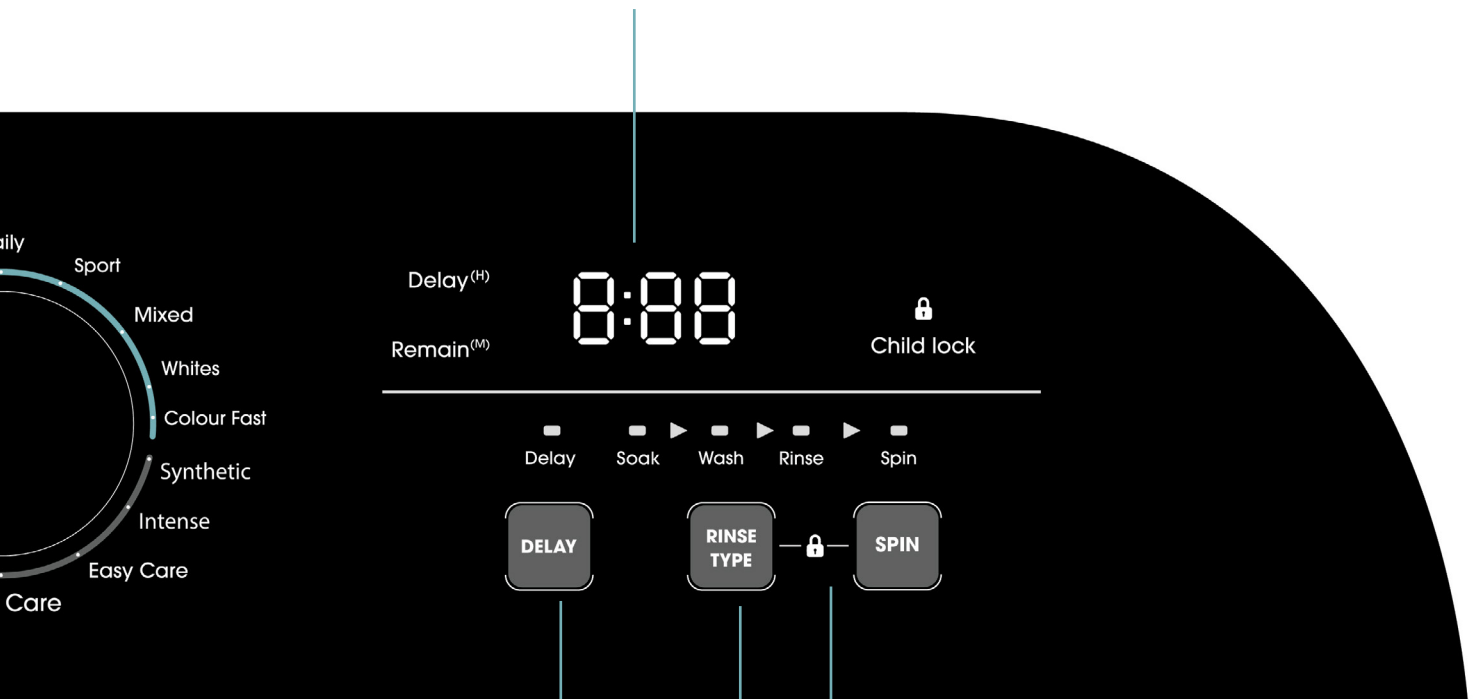 Sport
Mixed
Whites
Colour Fast
Synthetic
Intense
Easy Care
Care
Delay(H)
8:88
Remain(M)
Child lock
Delay
Soak
Wash
Rinse
Spin
DELAY
RINSE
TYPE
SPIN